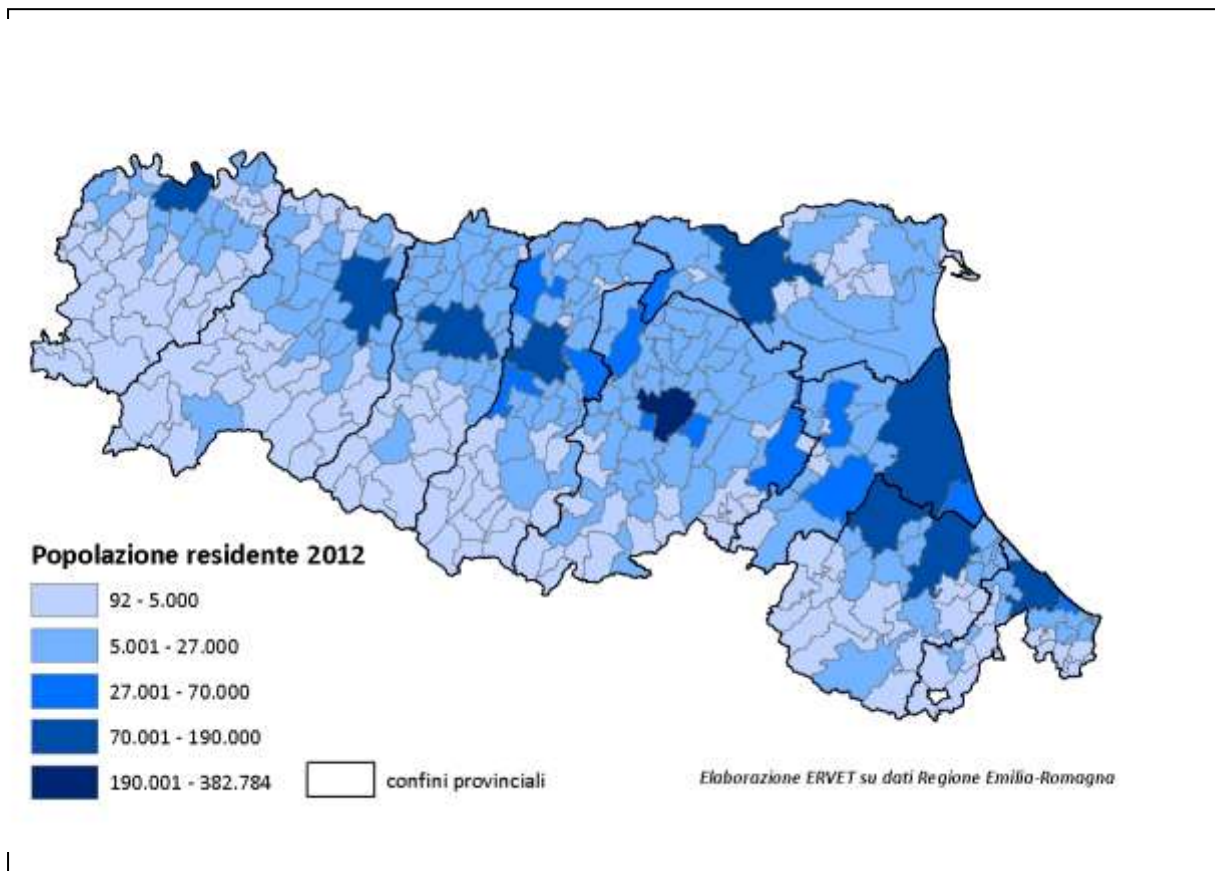 Popolazione residente 2012
92 - 5.000
5.001 - 27.000
27.001 - 70.000
70.001 - 190.000
190.001 - 382.784
confini provinciali
Elaborazione ERVET su dati Regione Emilia-Romagna